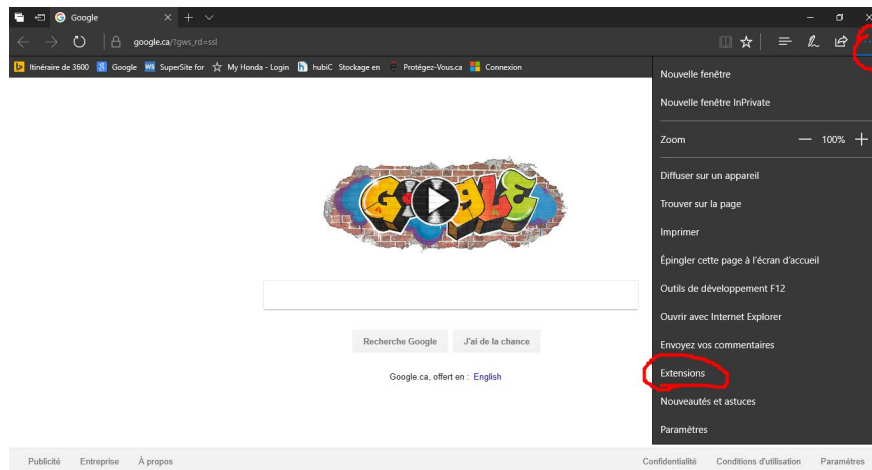 Google
google.ca/?gws_rd=ssl
Itinéraire de 3600 Google WS SuperSite for My Honda - Login hubiC Stockage en Protégez-Vous.ca Connexion
Nouvelle fenêtre
Nouvelle fenêtre InPrivate
Zoom — 100% +
Diffuser sur un appareil
Trouver sur la page
Imprimer
Épingler cette page à l'écran d'accueil
Outils de développement F12
Ouvrir avec Internet Explorer
Envoyez vos commentaires
Extensions
Nouveautés et astuces
Paramètres
GOOGLE
Recherche Google J'ai de la chance
Google.ca, offert en : English
Publicité Entreprise À propos Confidentialité Conditions d'utilisation Paramètres